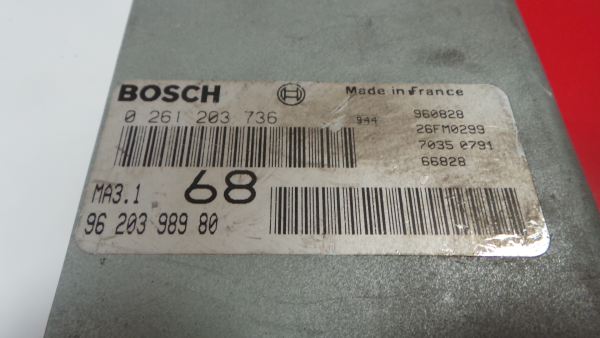 BOSCH Made in France
0 261 203 736 944 960828
26FM0299
7035 0791
66828
MA3.1 68
96 203 989 80